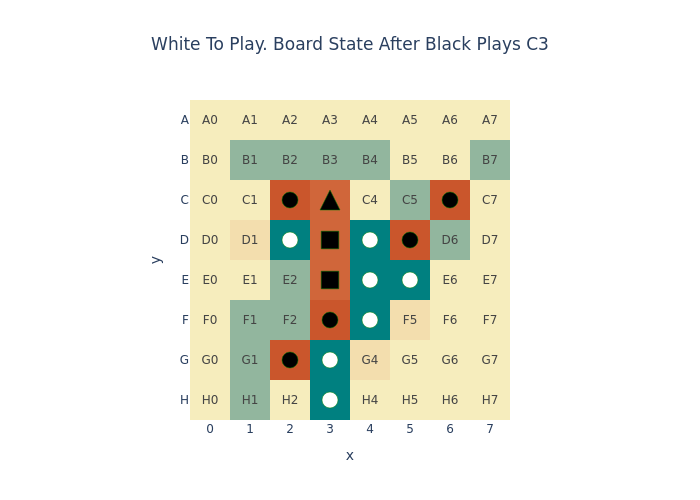 White To Play. Board State After Black Plays C3
A A0 A1 A2 A3 A4 A5 A6 A7
B B0 B1 B2 B3 B4 B5 B6 B7
C C0 C1 C4 C5 C7
D D0 D1 D6 D7
y
E E0 E1 E2 E6 E7
F F0 F1 F2 F5 F6 F7
G G0 G1 G4 G5 G6 G7
H H0 H1 H2 H4 H5 H6 H7
0 1 2 3 4 5 6 7
x